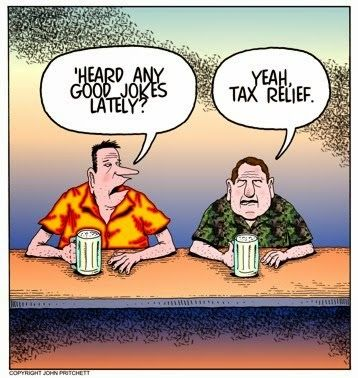 'HEARD ANY
GOOD JOKES
LATELY?
YEAH,
TAX RELIEF.
COPYRIGHT JOHN PRITCHETT